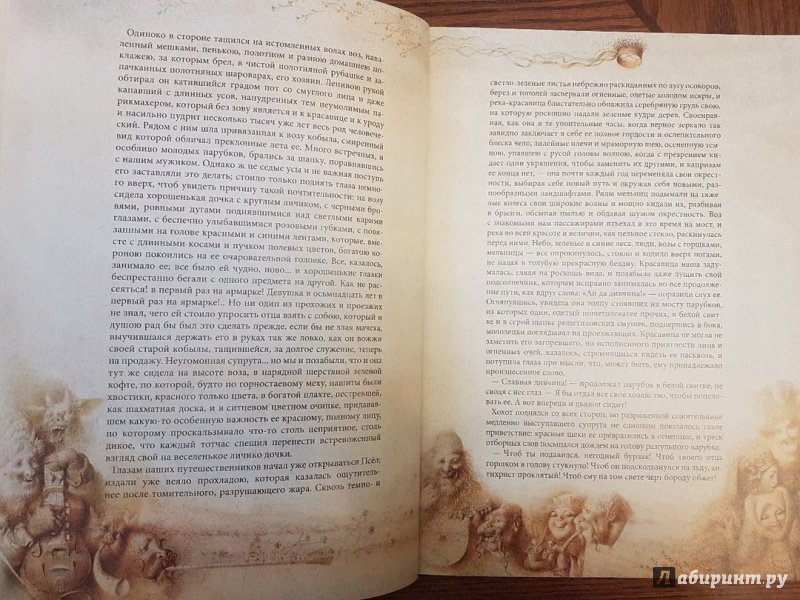 Одиноко в стороне тащился на истомленных волах воз, нава-
ленный мешками, пенькою, полотном и разною домашнею по-
клажею, за которым брел, в чистой полотняной рубашке и за-
пачканных полотняных шароварах, его хозяин. Ленивою рукой
обтирал он катившийся градом пот со смуглого лица и даже
капавший с длинных усов, напудренных тем неумолимым па-
рикмахером, который без зову является и к красавице и к уроду
и насильно пудрит несколько тысяч уже лет весь род человече-
ский. Рядом с ним шла привязанная к возу кобыла, смиренный
вид которой обличал преклонные лета ее. Много встречных, и
особливо молодых парубков, брались за шапку, поравнявшись
с нашим мужиком. Однако ж не седые усы и не важная поступь
его заставляли это делать; стоило только поднять глаза немно-
го вверх, чтоб увидеть причину такой почтительности: на возу
сидела хорошенькая дочка с круглым личиком, с черными бро-
вями, ровными дугами поднявшимися над светлыми карими
глазами, с беспечно улыбавшимися розовыми губками, с повя-
занными на голове красными и синими лентами, которые, вме-
сте с длинными косами и пучком полевых цветов, богатою ко-
роною покоились на ее очаровательной головке. Все, казалось,
занимало ее; все было ей чудно, ново... и хорошенькие глазки
беспрестанно бегали с одного предмета на другой. Как не рас-
сеяться! в первый раз на ярмарке! Девушка в осьмнадцать лет в
первый раз на ярмарке!.. Но ни один из прохожих и проезжих
не знал, чего ей стоило упросить отца взять с собою, который и
душою рад бы был это сделать прежде, если бы не злая мачеха,
выучившаяся держать его в руках так же ловко, как он вожжи
своей старой кобылы, тащившейся, за долгое служение, теперь
на продажу. Неугомонная супруга... но мы и позабыли, что и она
тут же сидела на высоте воза, в нарядной шерстяной зеленой
кофте, по которой, будто по горностаевому меху, нашиты были
хвостики, красного только цвета, в богатой плахте, пестревшей,
как шахматная доска, и в ситцевом цветном очипке, придавав-
шем какую-то особенную важность ее красному, полному лицу,
по которому проскальзывало что-то столь неприятное, столь
дикое, что каждый тотчас спешил перенести встревоженный
взгляд свой на веселенькое личико дочки.
Глазам наших путешественников начал уже открываться Псёл;
издали уже веяло прохладою, которая казалась ощутитель-
нее после томительного, разрушающего жара. Сквозь темно- и
светло-зеленые листья небрежно раскиданных по лугу осокоров,
берез и тополей засверкали огненные, одетые холодом искры, и
река-красавица блистательно обнажила серебряную грудь свою,
на которую роскошно падали зеленые кудри дерев. Своенравная,
как она в те упоительные часы, когда верное зеркало так
завидно заключает в себе ее полное гордости и ослепительного
блеска чело, лилейные плечи и мраморную шею, осененную тем-
ною, упавшею с русой головы волною, когда с презрением кида-
ет одни украшения, чтобы заменить их другими, и капризам
ее конца нет, — она почти каждый год переменяла свои окрест-
ности, выбирая себе новый путь и окружая себя новыми, разно-
образными ландшафтами. Ряды мельниц подымали на тяже-
лые колеса свои широкие волны и мощно кидали их, разбивая
в брызги, обсыпая пылью и обдавая шумом окрестность. Воз
с знакомыми нам пассажирами взъехал в это время на мост, и
река во всей красоте и величии, как цельное стекло, раскинулась
перед ними. Небо, зеленые и синие леса, люди, возы с горшками,
мельницы — все опрокинулось, стояло и ходило вверх ногами,
не падая в голубую прекрасную бездну. Красавица наша заду-
малась, глядя на роскошь вида, и позабыла даже лущить свой
подсолнечник, которым исправно занималась во все продолже-
ние пути, как вдруг слова: «Ай да дивчина!» — поразили слух ее.
Оглянувшись, увидела она толпу стоявших на мосту парубков,
из которых один, одетый пощеголеватее прочих, в белой свитке
и в серой шапке решетиловских смушек, подпершись в бока,
молодецки поглядывал на проезжающих. Красавица не могла не
заметить его загоревшего, но исполненного приятности лица и
огненных очей, казалось, стремившихся видеть ее насквозь, и
потупила глаза при мысли, что, может быть, ему принадлежало
произнесенное слово.
— Славная дивчина! — продолжал парубок в белой свитке, не
сводя с нее глаз. — Я бы отдал все свое хозяйство, чтобы поцело-
вать ее. А вот впереди и дьявол сидит!
Хохот поднялся со всех сторон; но разряженной сожительнице
медленно выступавшего супруга не слишком показалось такое
приветствие: красные щеки ее превратились в огненные, и треск
отборных слов посыпался дождем на голову разгульного парубка.
— Что ты подавился, негодный бурлак! Чтоб твоего отца
горшком в голову стукнуло! Чтоб он подскользнулся на льду, ан-
тихрист проклятый! Чтоб ему на том свете черт бороду обжег!
Лабиринт.ру